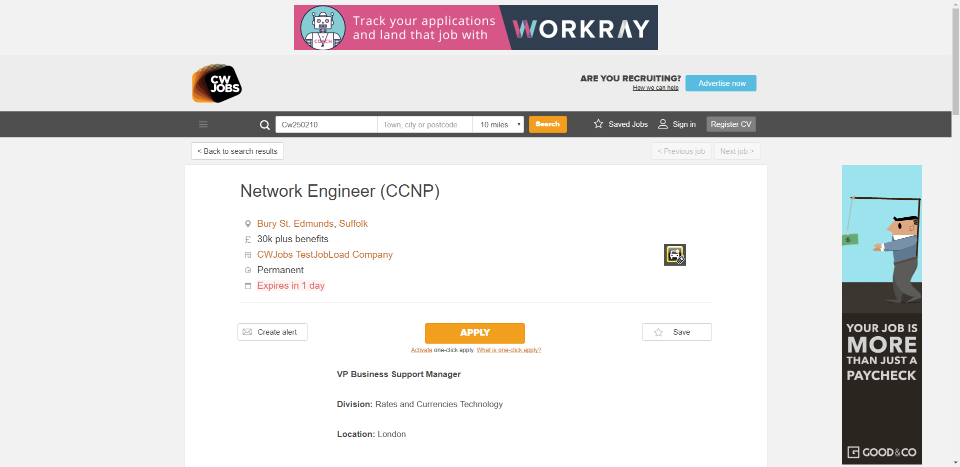 Track your applications
and land that job with
WORKRAY
COACH
CW
JOBS
ARE YOU RECRUITING?
How we can help
Advertise now
Cw250210
Town, city or postcode
10 miles
Search
Saved Jobs
Sign in
Register CV
< Back to search results
< Previous job
Next job >
Network Engineer (CCNP)
Bury St. Edmunds, Suffolk
30k plus benefits
CWJobs TestJobLoad Company
Permanent
Expires in 1 day
Create alert
APPLY
Save
Activate one-click apply. What is one-click apply?
VP Business Support Manager
Division: Rates and Currencies Technology
Location: London
YOUR JOB IS
MORE
THAN JUST A
PAYCHECK
GOOD&CO